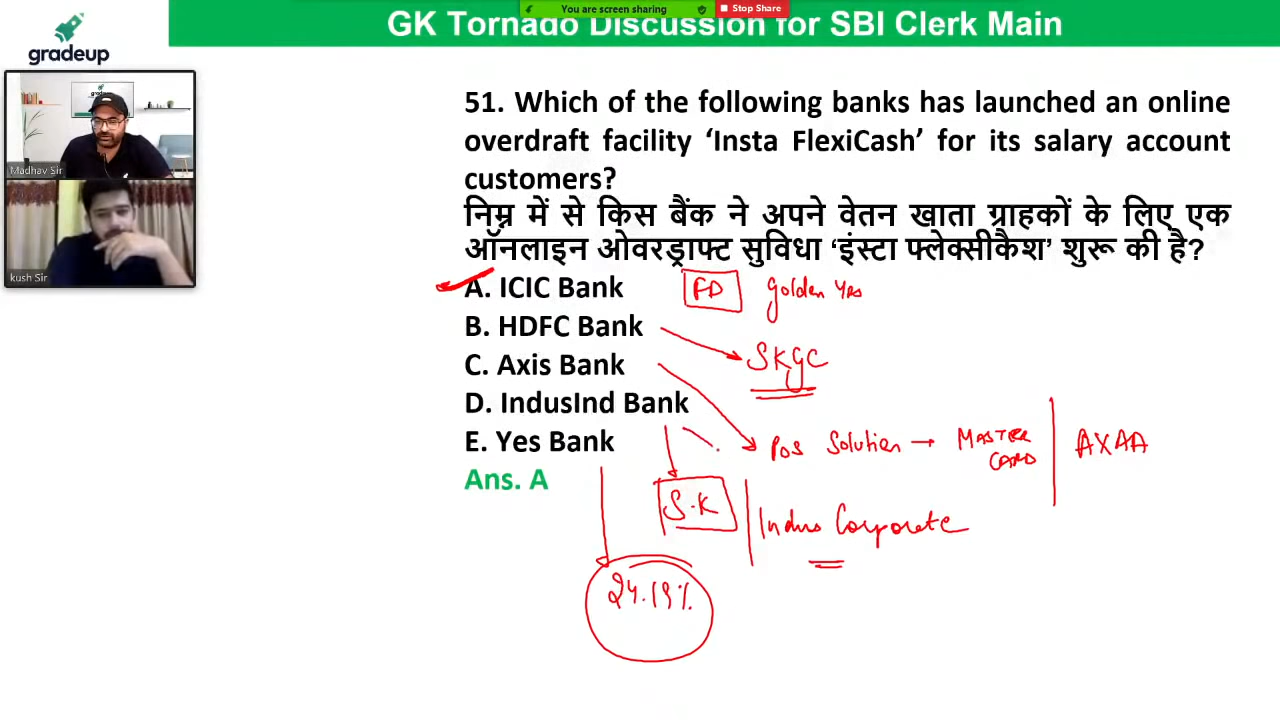 You are screen sharing
Stop Share
gradeup
GK Tornado Discussion for SBI Clerk Main
Madhav Sir
kush Sir
51. Which of the following banks has launched an online
overdraft facility ‘Insta FlexiCash’ for its salary account
customers?
निम्न में से किस बैंक ने अपने वेतन खाता ग्राहकों के लिए एक
ऑनलाइन ओवरड्राफ्ट सुविधा ‘इंस्टा फ्लेक्सीकैश’ शुरू की है?
A. ICIC Bank
FD Golden Yrs
B. HDFC Bank
SKGC
C. Axis Bank
D. IndusInd Bank
E. Yes Bank
POS Solution → MASTER
CARD
AXAA
Ans. A
S.K
Indus Corporate
24.19%